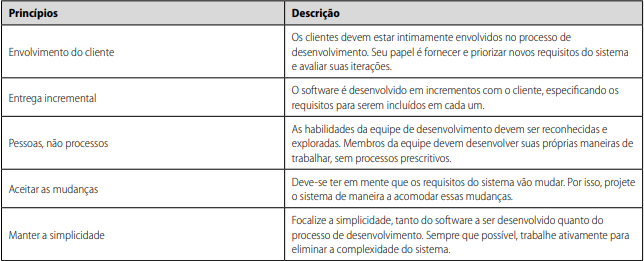 Princípios Descrição
Envolvimento do cliente
Os clientes devem estar intimamente envolvidos no processo de
desenvolvimento. Seu papel é fornecer e priorizar novos requisitos do sistema
e avaliar suas iterações.
Entrega incremental
O software é desenvolvido em incrementos com o cliente, especificando os
requisitos para serem incluídos em cada um.
Pessoas, não processos
As habilidades da equipe de desenvolvimento devem ser reconhecidas e
exploradas. Membros da equipe devem desenvolver suas próprias maneiras de
trabalhar, sem processos prescritivos.
Aceitar as mudanças
Deve-se ter em mente que os requisitos do sistema vão mudar. Por isso, projete
o sistema de maneira a acomodar essas mudanças.
Manter a simplicidade
Focalize a simplicidade, tanto do software a ser desenvolvido quanto do
processo de desenvolvimento. Sempre que possível, trabalhe ativamente para
eliminar a complexidade do sistema.